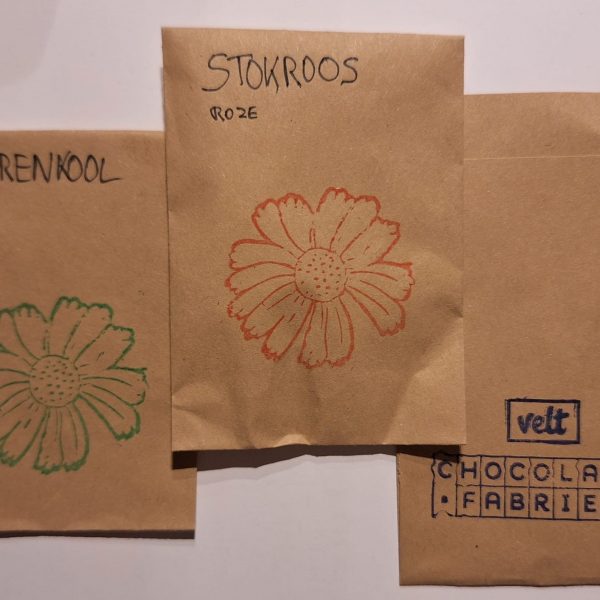 RENKOOL
STOKROOS
ROZE
velt
CHOCOLA
FABRIE